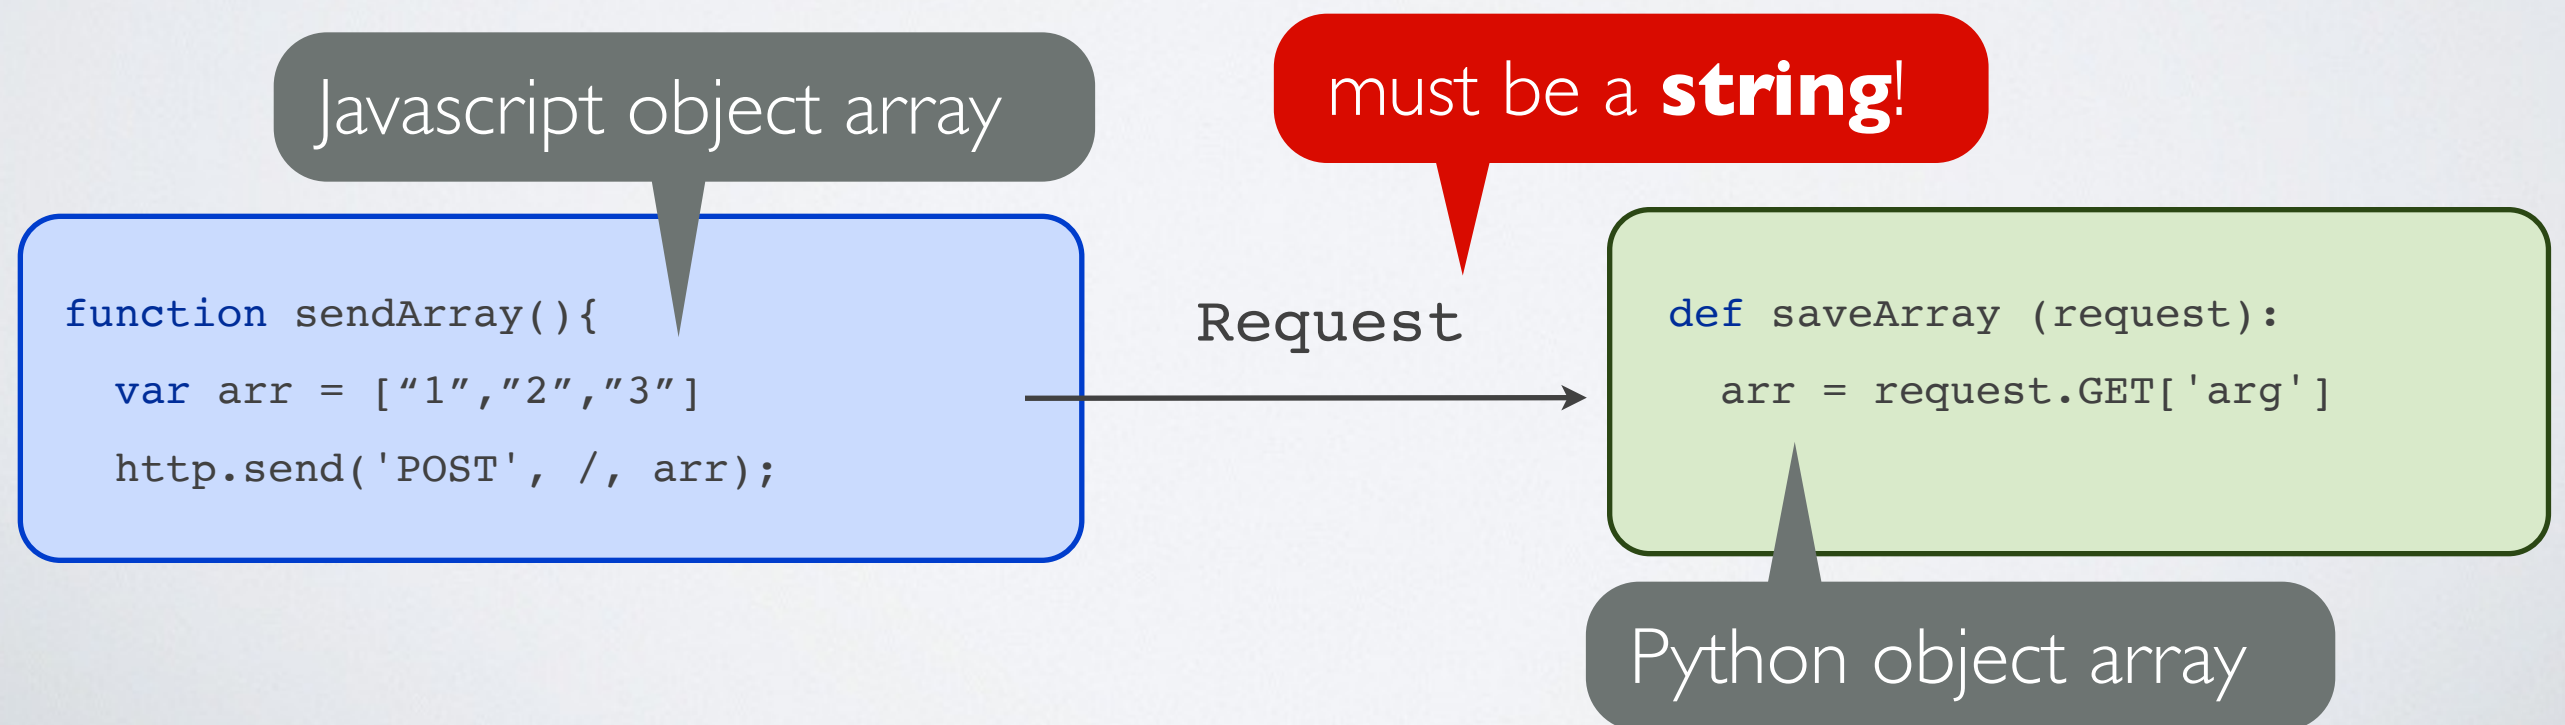 Javascript object array
must be a string!
function sendArray(){
var arr = [“1”,”2”,”3”]
http.send('POST', /, arr);
Request
def saveArray (request):
arr = request.GET['arg']
Python object array